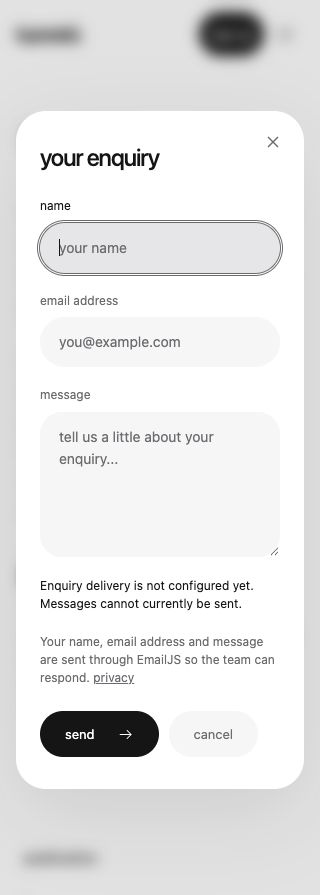 your enquiry
name
your name
email address
you@example.com
message
tell us a little about your
enquiry...
Enquiry delivery is not configured yet.
Messages cannot currently be sent.
Your name, email address and message
are sent through EmailJS so the team can
respond. privacy
send →
cancel